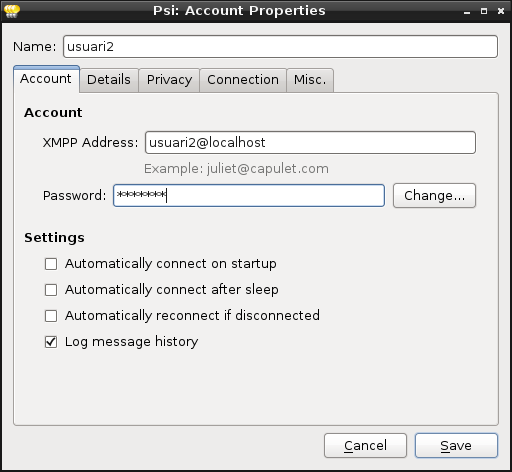 Psi: Account Properties
Name: usuari2
Account Details Privacy Connection Misc.
Account
XMPP Address: usuari2@localhost
Example: juliet@capulet.com
Password: ******* Change...
Settings
Automatically connect on startup
Automatically connect after sleep
Automatically reconnect if disconnected
Log message history
Cancel Save